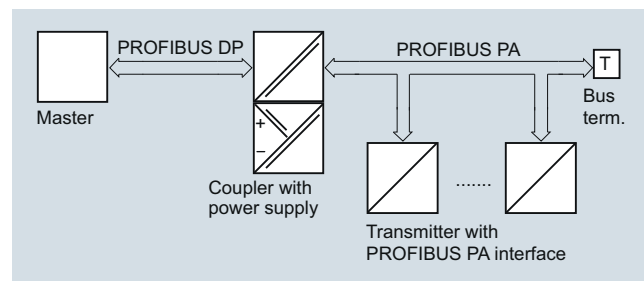 PROFIBUS DP
PROFIBUS PA
T
Master
Bus
term.
+
–
Coupler with
power supply
.......
Transmitter with
PROFIBUS PA interface